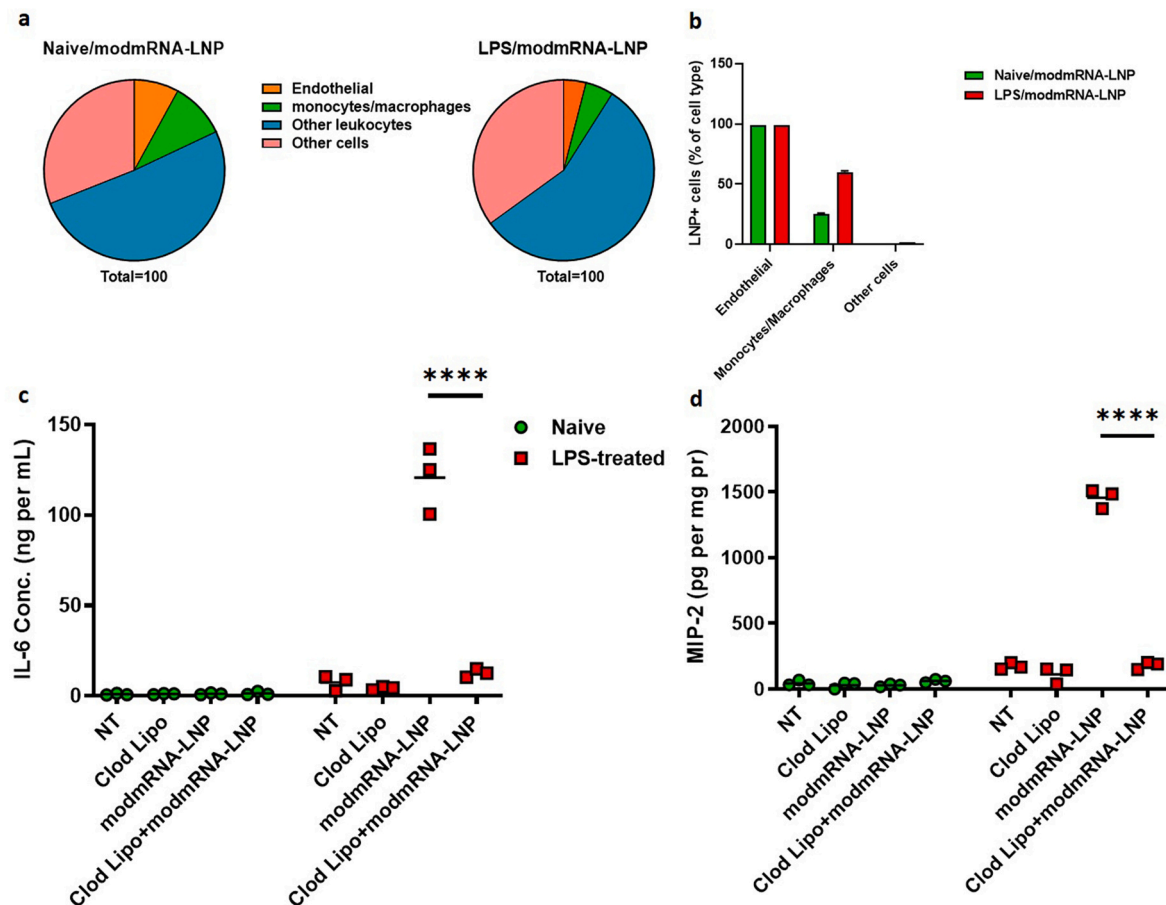 a
Naive/modmRNA-LNP
Endothelial
monocytes/macrophages
Other leukocytes
Other cells
Total=100
LPS/modmRNA-LNP
Total=100
b
LNP+ cells (% of cell type)
150
100
50
0
Endothelial
Monocytes/Macrophages
Other cells
Naive/modmRNA-LNP
LPS/modmRNA-LNP
c
IL-6 Conc. (ng per mL)
150
100
50
0
NT
Clod Lipo
modmRNA-LNP
Clod Lipo+modmRNA-LNP
NT
Clod Lipo
modmRNA-LNP
Clod Lipo+modmRNA-LNP
****
Naive
LPS-treated
d
MIP-2 (pg per mg pr)
2000
1500
1000
500
0
NT
Clod Lipo
modmRNA-LNP
Clod Lipo+modmRNA-LNP
NT
Clod Lipo
modmRNA-LNP
Clod Lipo+modmRNA-LNP
****